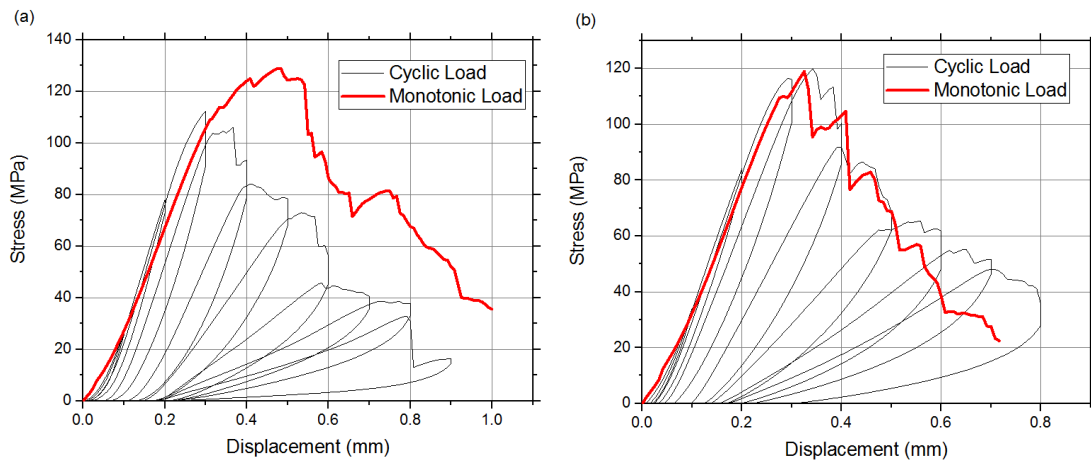 (a)
140
120
100
80
60
40
20
0
Stress (MPa)
Cyclic Load
Monotonic Load
0.0 0.2 0.4 0.6 0.8 1.0
Displacement (mm)
(b)
120
100
80
60
40
20
0
Stress (MPa)
Cyclic Load
Monotonic Load
0.0 0.2 0.4 0.6 0.8
Displacement (mm)